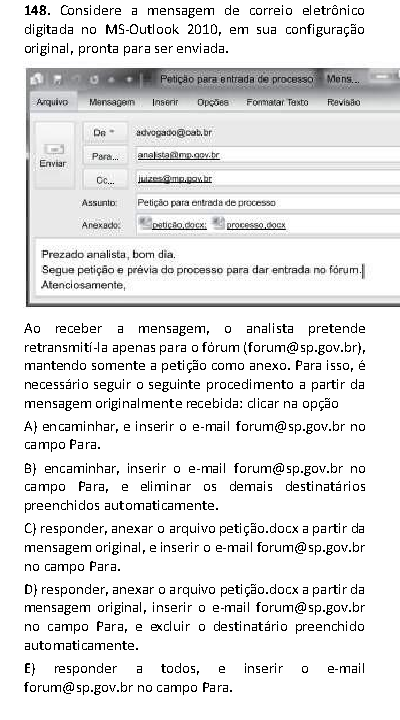 148. Considere a mensagem de correio eletrônico
digitada no MS-Outlook 2010, em sua configuração
original, pronta para ser enviada.
Petição para entrada de processo Mens...
Arquivo Mensagem Inserir Opções Formatar Texto Revisão
De advogado@oab.br
Enviar
Para... analista@mp.gov.br
Cc... juizes@mp.gov.br
Assunto: Petição para entrada de processo
Anexado: petição.docx; processo.docx
Prezado analista, bom dia.
Segue petição e prévia do processo para dar entrada no fórum.
Atenciosamente,
Ao receber a mensagem, o analista pretende
retransmití-la apenas para o fórum (forum@sp.gov.br),
mantendo somente a petição como anexo. Para isso, é
necessário seguir o seguinte procedimento a partir da
mensagem originalmente recebida: clicar na opção
A) encaminhar, e inserir o e-mail forum@sp.gov.br no
campo Para.
B) encaminhar, inserir o e-mail forum@sp.gov.br no
campo Para, e eliminar os demais destinatários
preenchidos automaticamente.
C) responder, anexar o arquivo petição.docx a partir da
mensagem original, e inserir o e-mail forum@sp.gov.br
no campo Para.
D) responder, anexar o arquivo petição.docx a partir da
mensagem original, inserir o e-mail forum@sp.gov.br
no campo Para, e excluir o destinatário preenchido
automaticamente.
E) responder a todos, e inserir o e-mail
forum@sp.gov.br no campo Para.